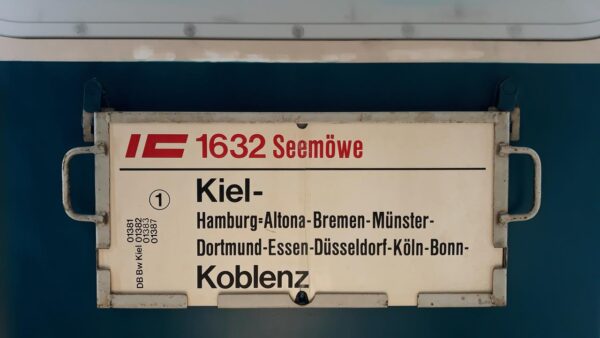 IC 1632 Seemöwe
Kiel-
Hamburg=Altona-Bremen-Münster-
Dortmund-Essen-Düsseldorf-Köln-Bonn-
Koblenz
1
DB Bw Kiel 01381
01382
01383
01387